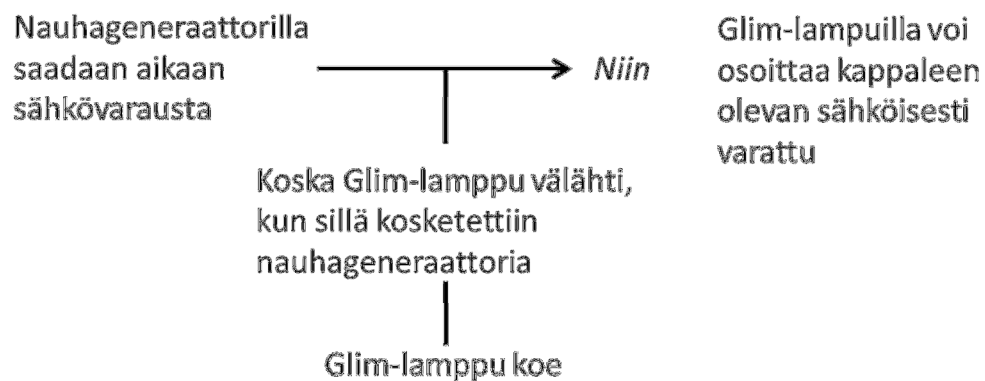 Nauhageneraattorilla
saadaan aikaan
sähkövarausta
Niin
Glim-lampuilla voi
osoittaa kappaleen
olevan sähköisesti
varattu
Koska Glim-lamppu välähti,
kun sillä kosketettiin
nauhageneraattoria
Glim-lamppu koe